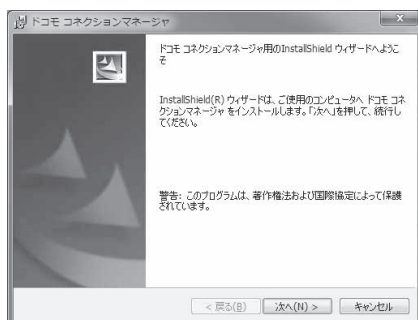 ドコモ コネクションマネージャ
ドコモ コネクションマネージャ用のInstallShield ウィザードへようこ
そ
InstallShield(R) ウィザードは、ご使用のコンピュータへ ドコモ コネ
クションマネージャ をインストールします。「次へ」を押して、続行し
てください。
警告: このプログラムは、著作権法および国際協定によって保護
されています。
< 戻る(B)
次へ(N) >
キャンセル